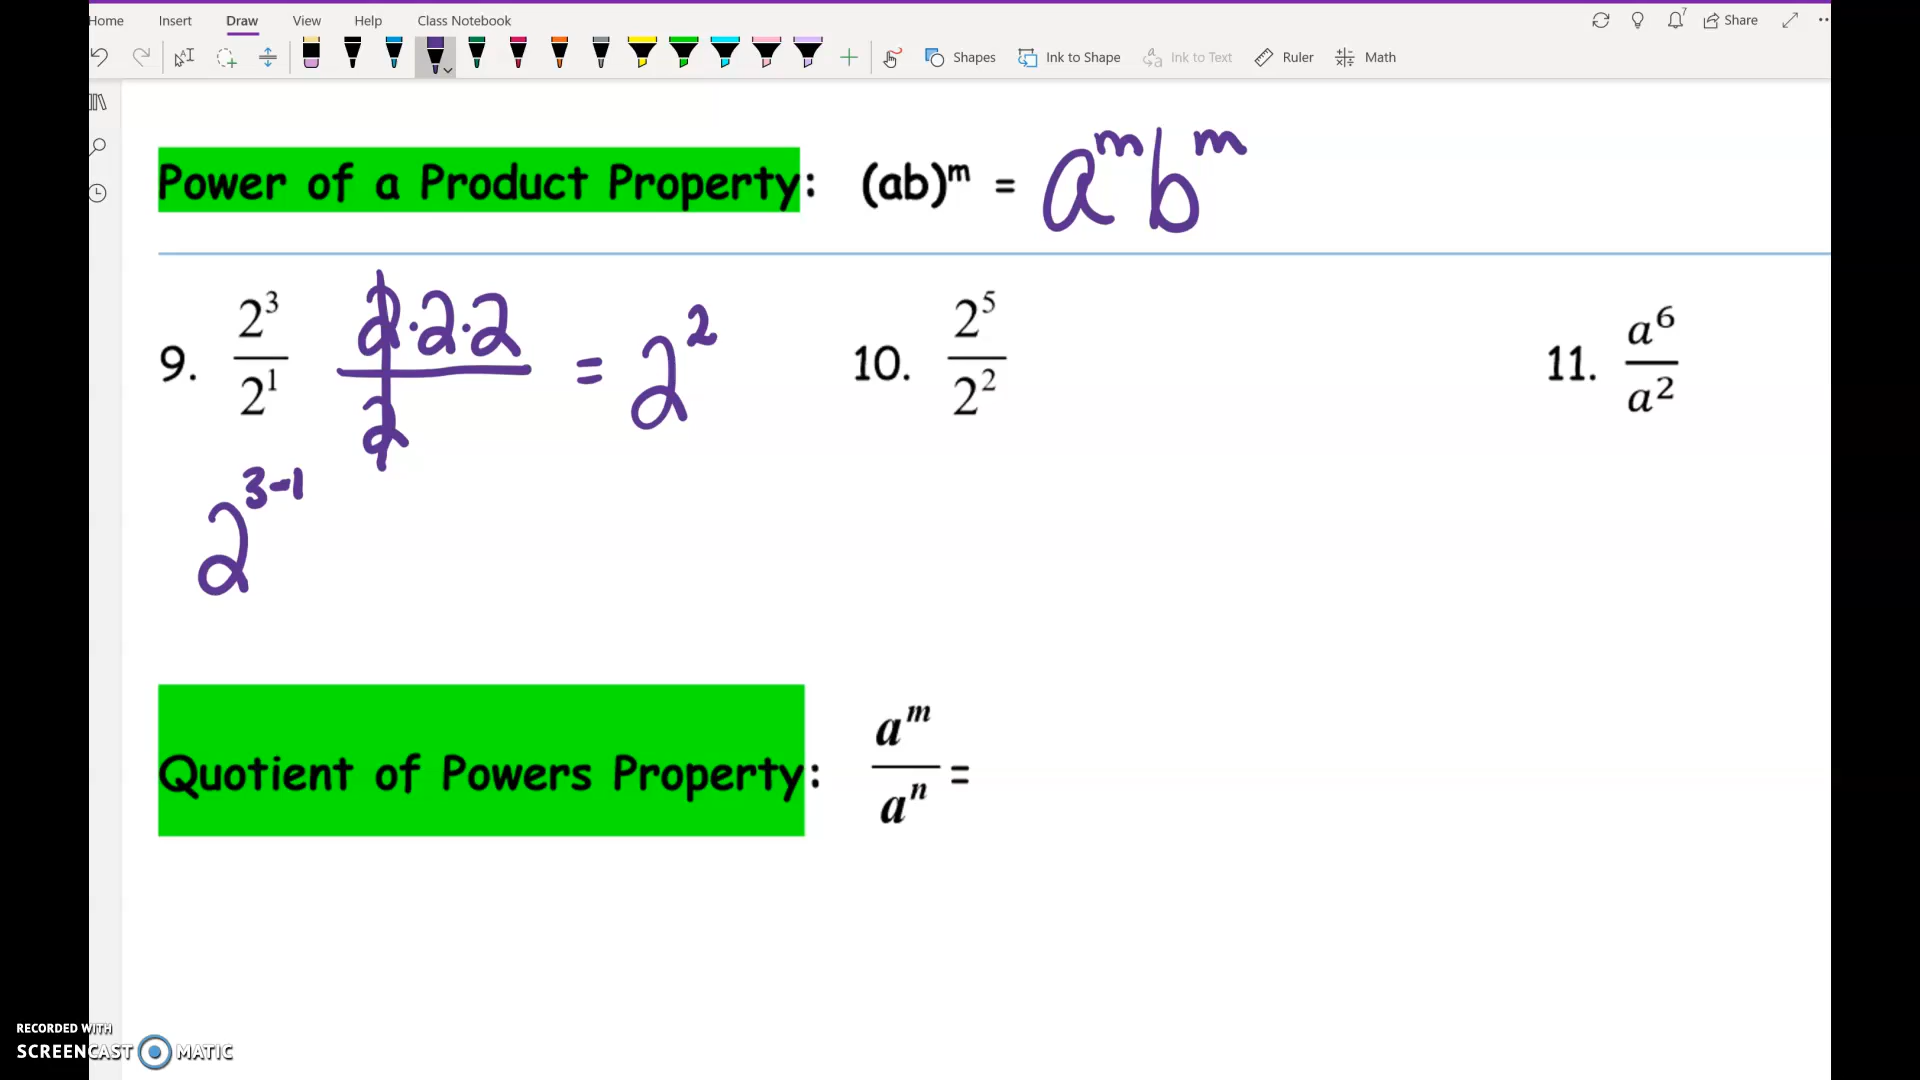 Home Insert Draw View Help Class Notebook 7 Share
Shapes Ink to Shape Ink to Text Ruler Math
Power of a Product Property: (ab)^m = a^m b^m
9. 2^3/2^1 2·2·2/2 = 2^2 10. 2^5/2^2 11. a^6/a^2
2^3-1
Quotient of Powers Property: a^m/a^n =
RECORDED WITH
SCREENCAST MATIC